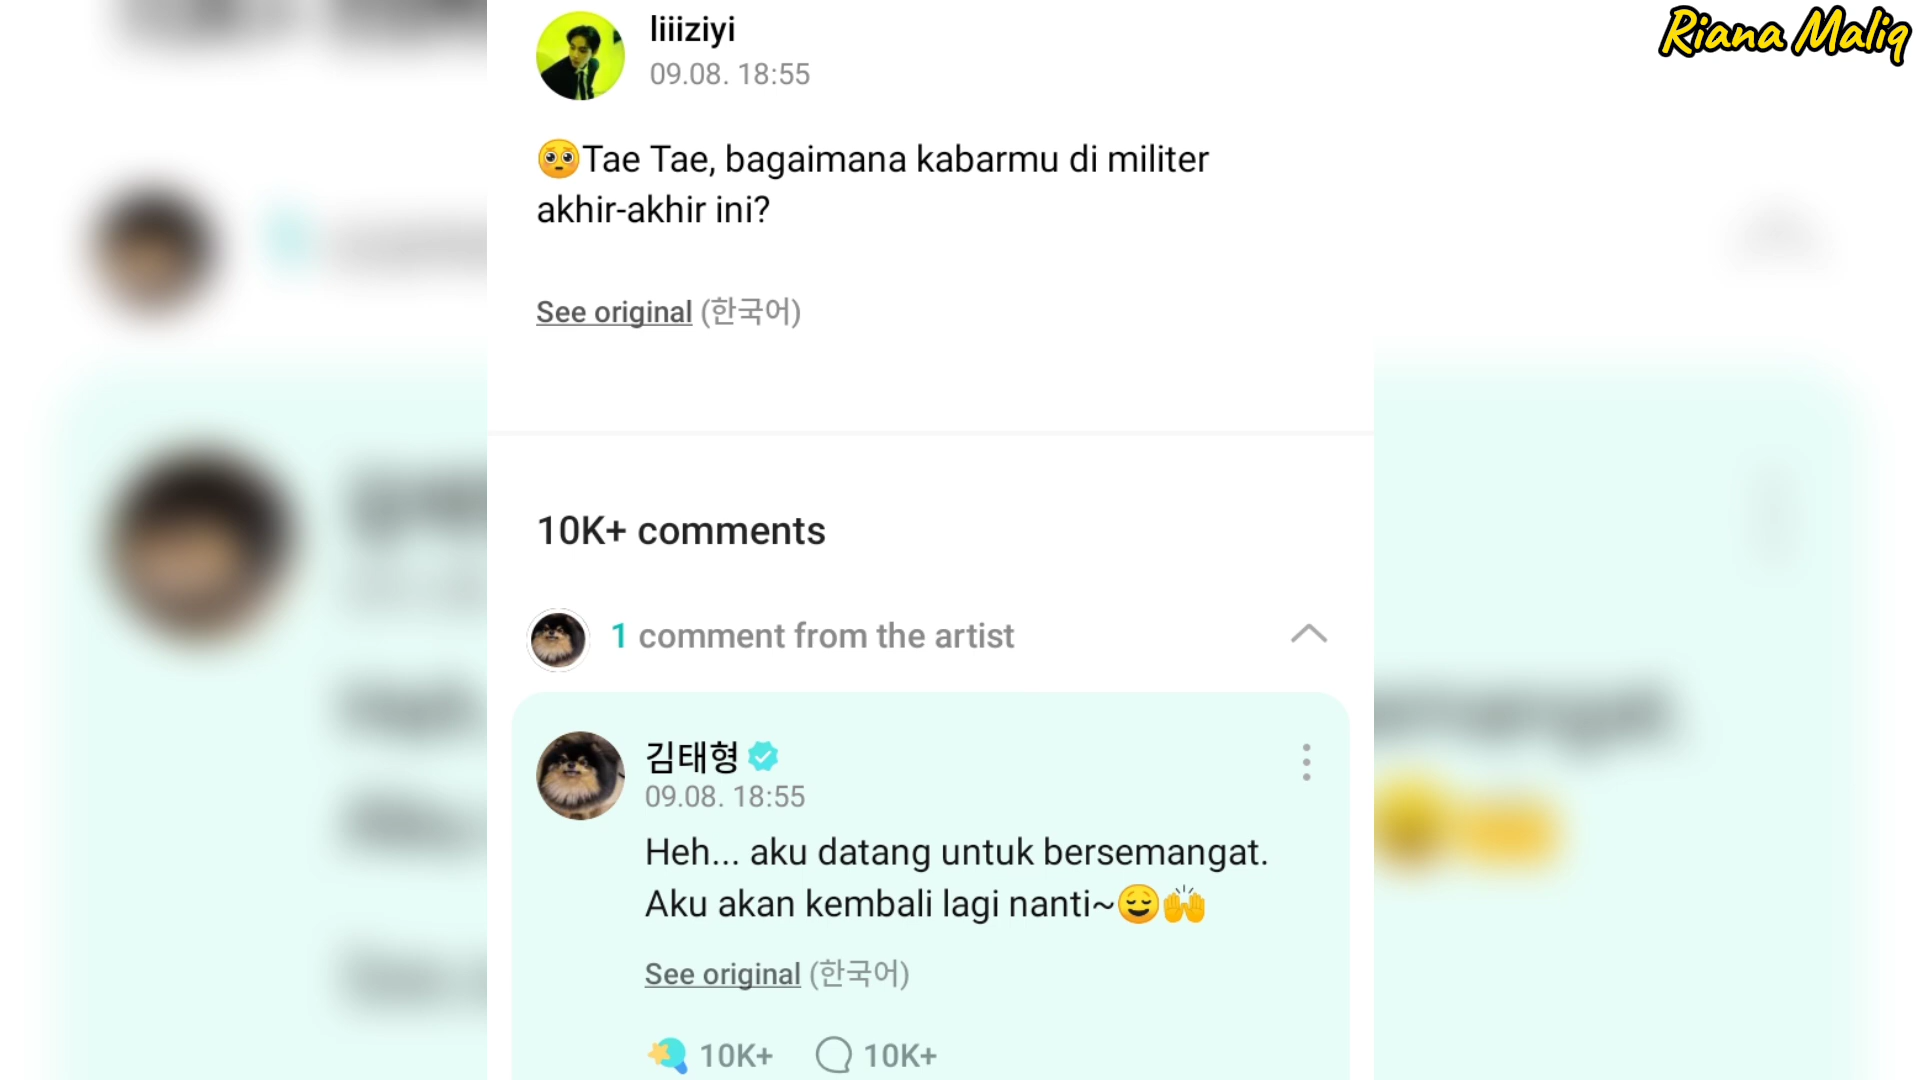 Riana Maliq
liiiziyi
09.08. 18:55
🥺Tae Tae, bagaimana kabarmu di militer
akhir-akhir ini?
See original (한국어)
10K+ comments
1 comment from the artist
김태형
09.08. 18:55
Heh... aku datang untuk bersemangat.
Aku akan kembali lagi nanti~😌🙌
See original (한국어)
10K+ 10K+